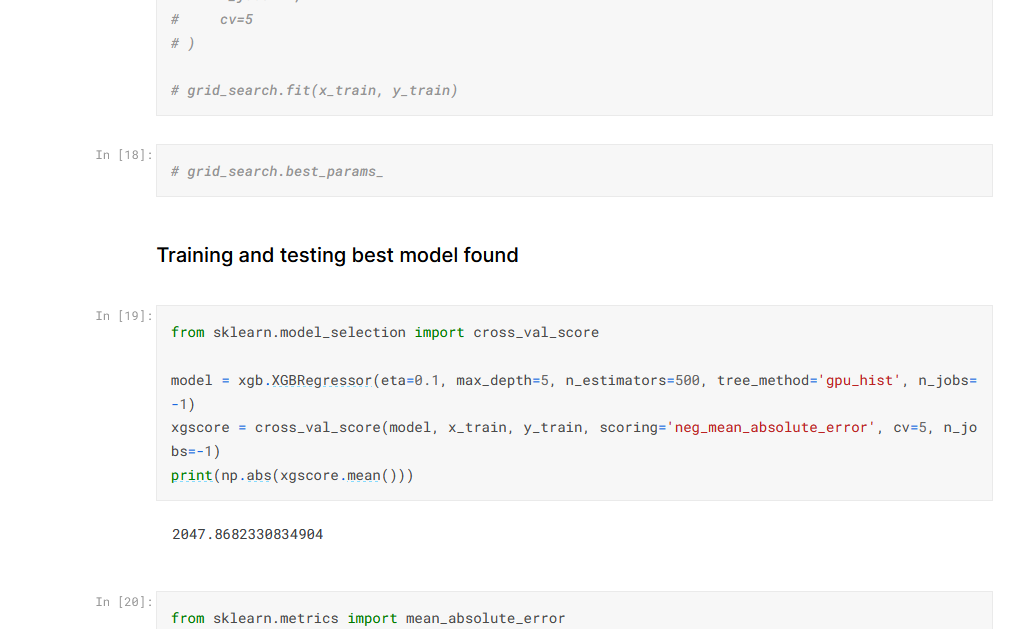 #     cv=5
# )
# grid_search.fit(x_train, y_train)
In [18]:
# grid_search.best_params_
Training and testing best model found
In [19]:
from sklearn.model_selection import cross_val_score
model = xgb.XGBRegressor(eta=0.1, max_depth=5, n_estimators=500, tree_method='gpu_hist', n_jobs=
-1)
xgscore = cross_val_score(model, x_train, y_train, scoring='neg_mean_absolute_error', cv=5, n_jo
bs=-1)
print(np.abs(xgscore.mean()))
2047.8682330834904
In [20]:
from sklearn.metrics import mean_absolute_error